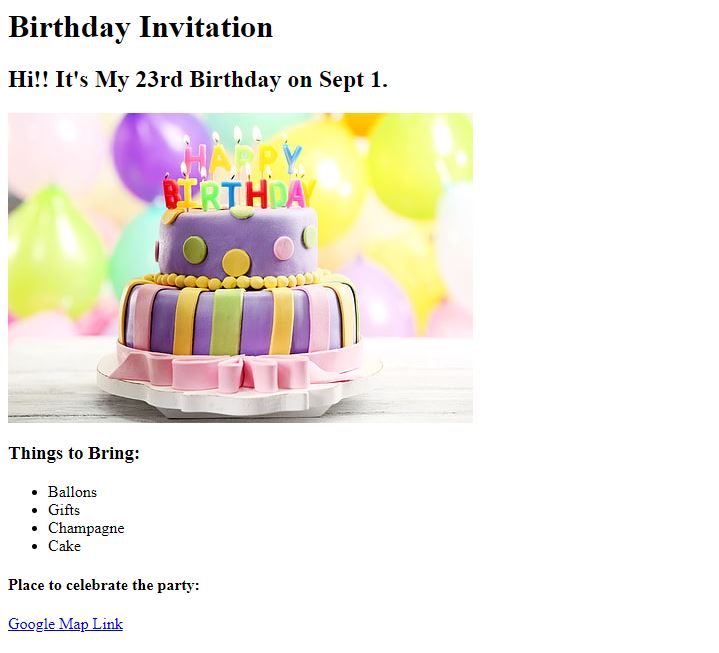 Birthday Invitation
Hi!! It's My 23rd Birthday on Sept 1.
HAPPY
BIRTHDAY
Things to Bring:
Ballons
Gifts
Champagne
Cake
Place to celebrate the party:
Google Map Link